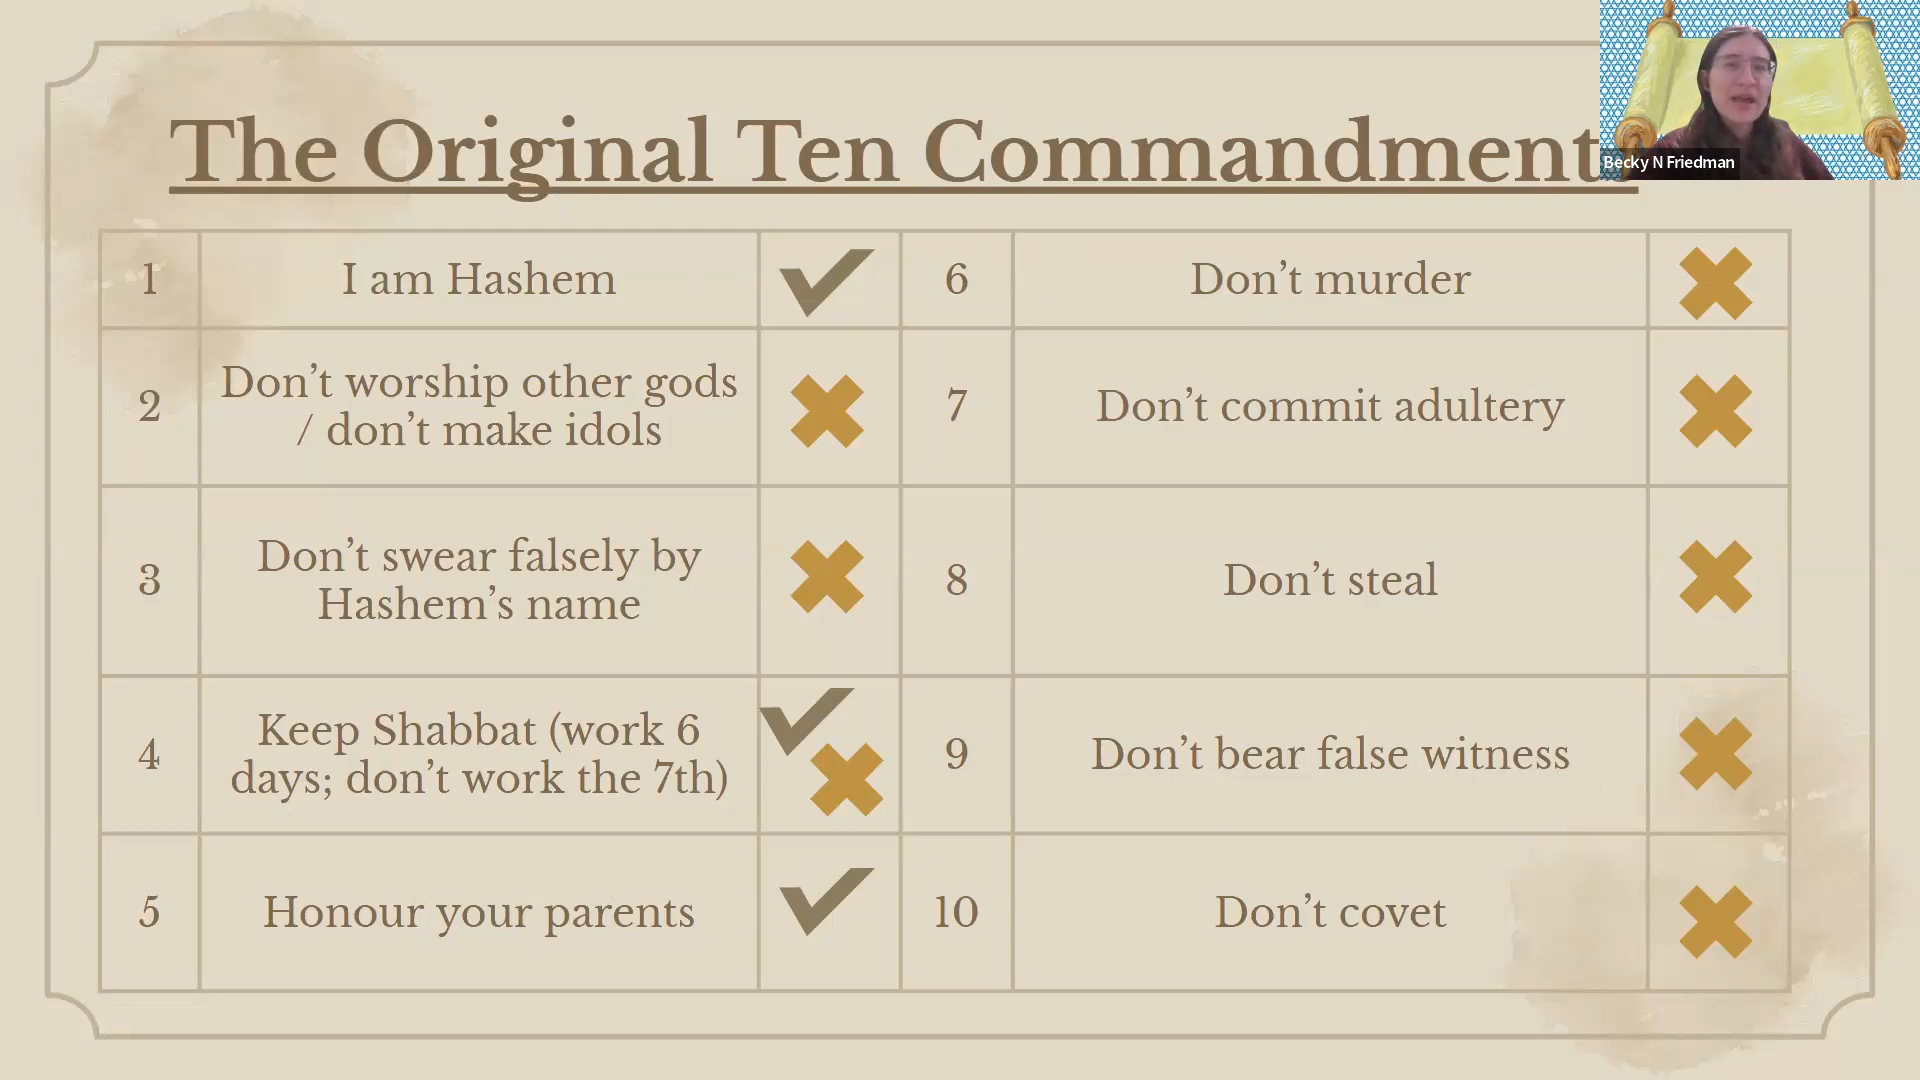 The Original Ten Commandments
Becky N Friedman
1
I am Hashem
6
Don't murder
2
Don't worship other gods
/ don't make idols
7
Don't commit adultery
3
Don't swear falsely by
Hashem's name
8
Don't steal
4
Keep Shabbat (work 6
days; don't work the 7th)
9
Don't bear false witness
5
Honour your parents
10
Don't covet